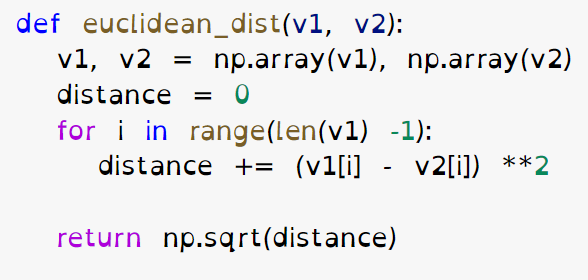 def euclidean_dist(v1, v2):
    v1, v2 = np.array(v1), np.array(v2)
    distance = 0
    for i in range(len(v1) -1):
        distance += (v1[i] - v2[i]) **2

    return np.sqrt(distance)